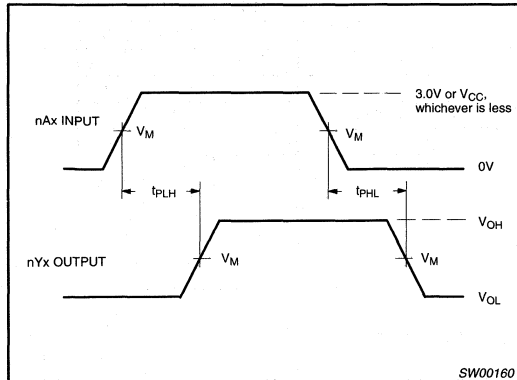 3.0V or VCC,
whichever is less
nAx INPUT
VM
VM
0V
tPLH
tPHL
VOH
nYx OUTPUT
VM
VM
VOL
SW00160